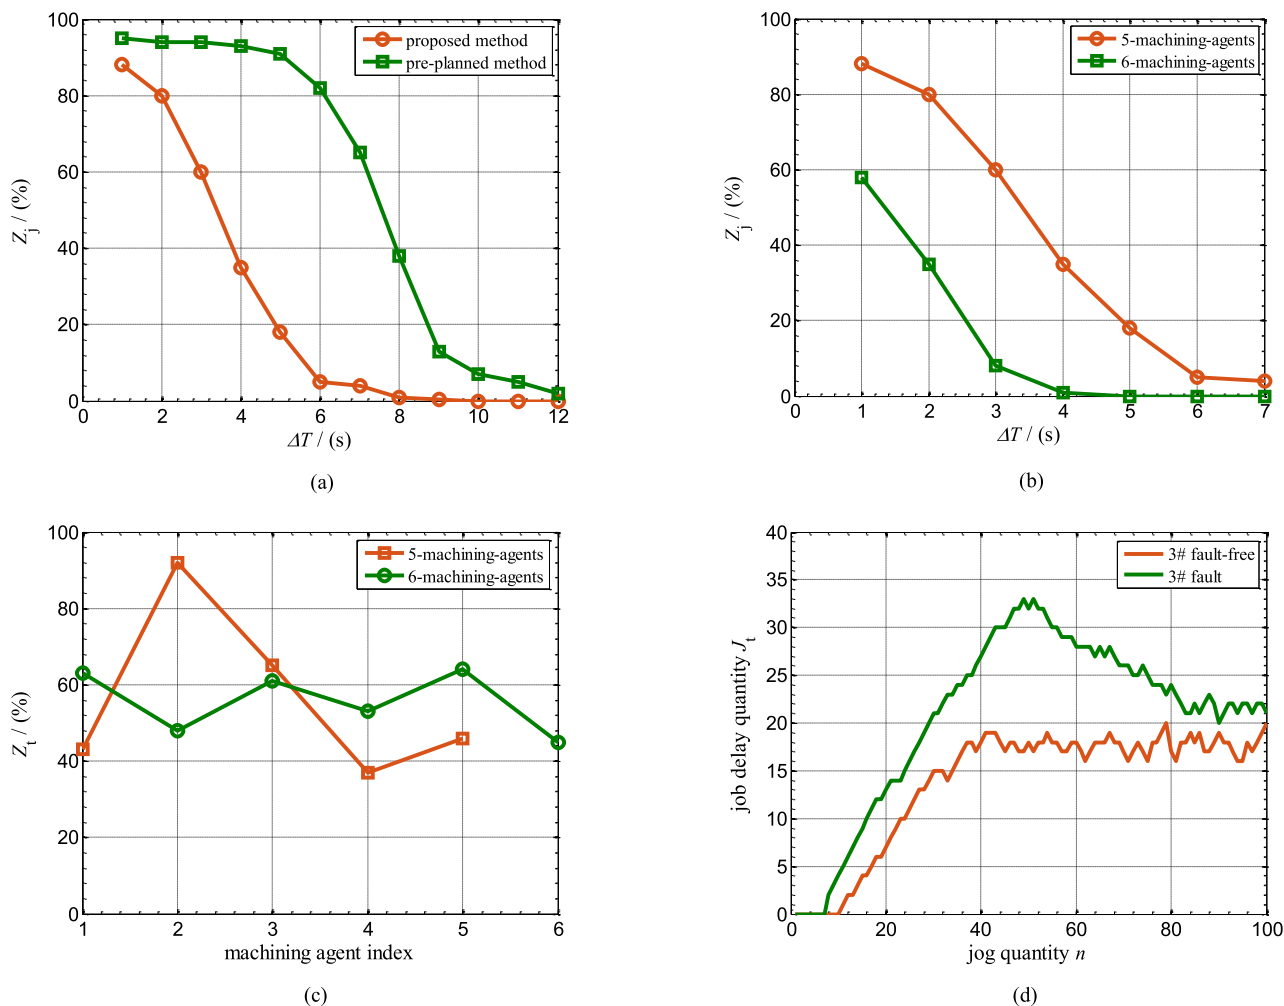 100
80
60
40
20
0
0
2
4
6
8
10
12
Z_j / (%)
ΔT / (s)
proposed method
pre-planned method
(a)
100
80
60
40
20
0
0
1
2
3
4
5
6
7
Z_j / (%)
ΔT / (s)
5-machining-agents
6-machining-agents
(b)
100
80
60
40
20
0
1
2
3
4
5
6
Z_t / (%)
machining agent index
5-machining-agents
6-machining-agents
(c)
40
35
30
25
20
15
10
5
0
0
20
40
60
80
100
job delay quantity J_t
jog quantity n
3# fault-free
3# fault
(d)